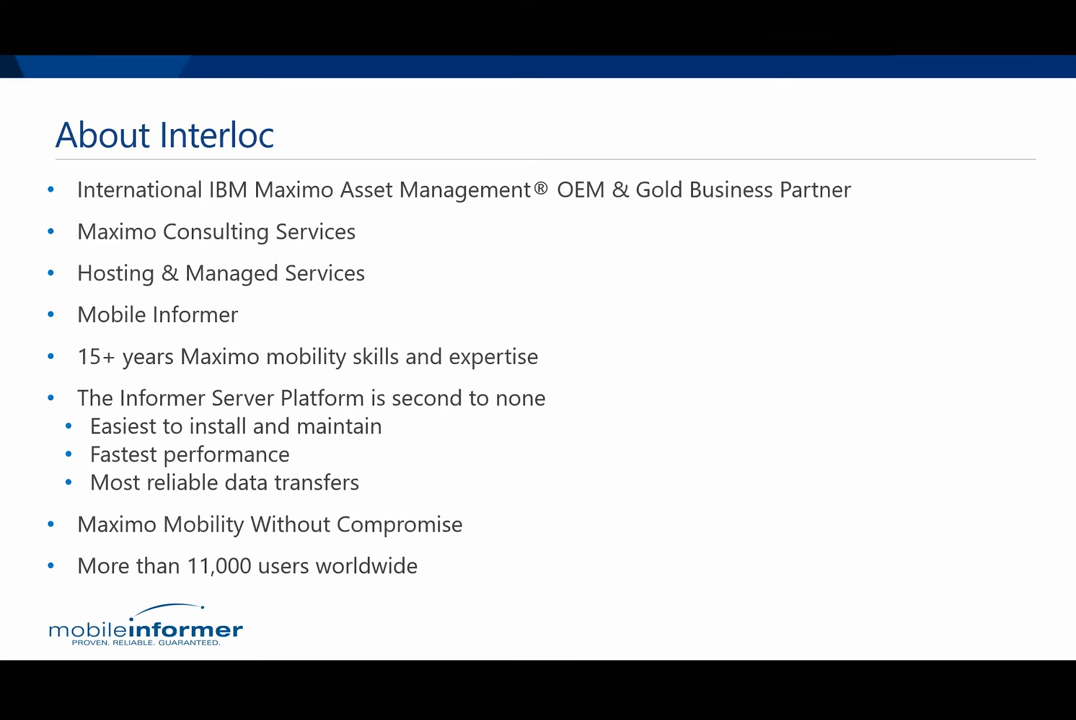 About Interloc
• International IBM Maximo Asset Management® OEM & Gold Business Partner
• Maximo Consulting Services
• Hosting & Managed Services
• Mobile Informer
• 15+ years Maximo mobility skills and expertise
• The Informer Server Platform is second to none
• Easiest to install and maintain
• Fastest performance
• Most reliable data transfers
• Maximo Mobility Without Compromise
• More than 11,000 users worldwide
mobileinformer
PROVEN. RELIABLE. GUARANTEED.